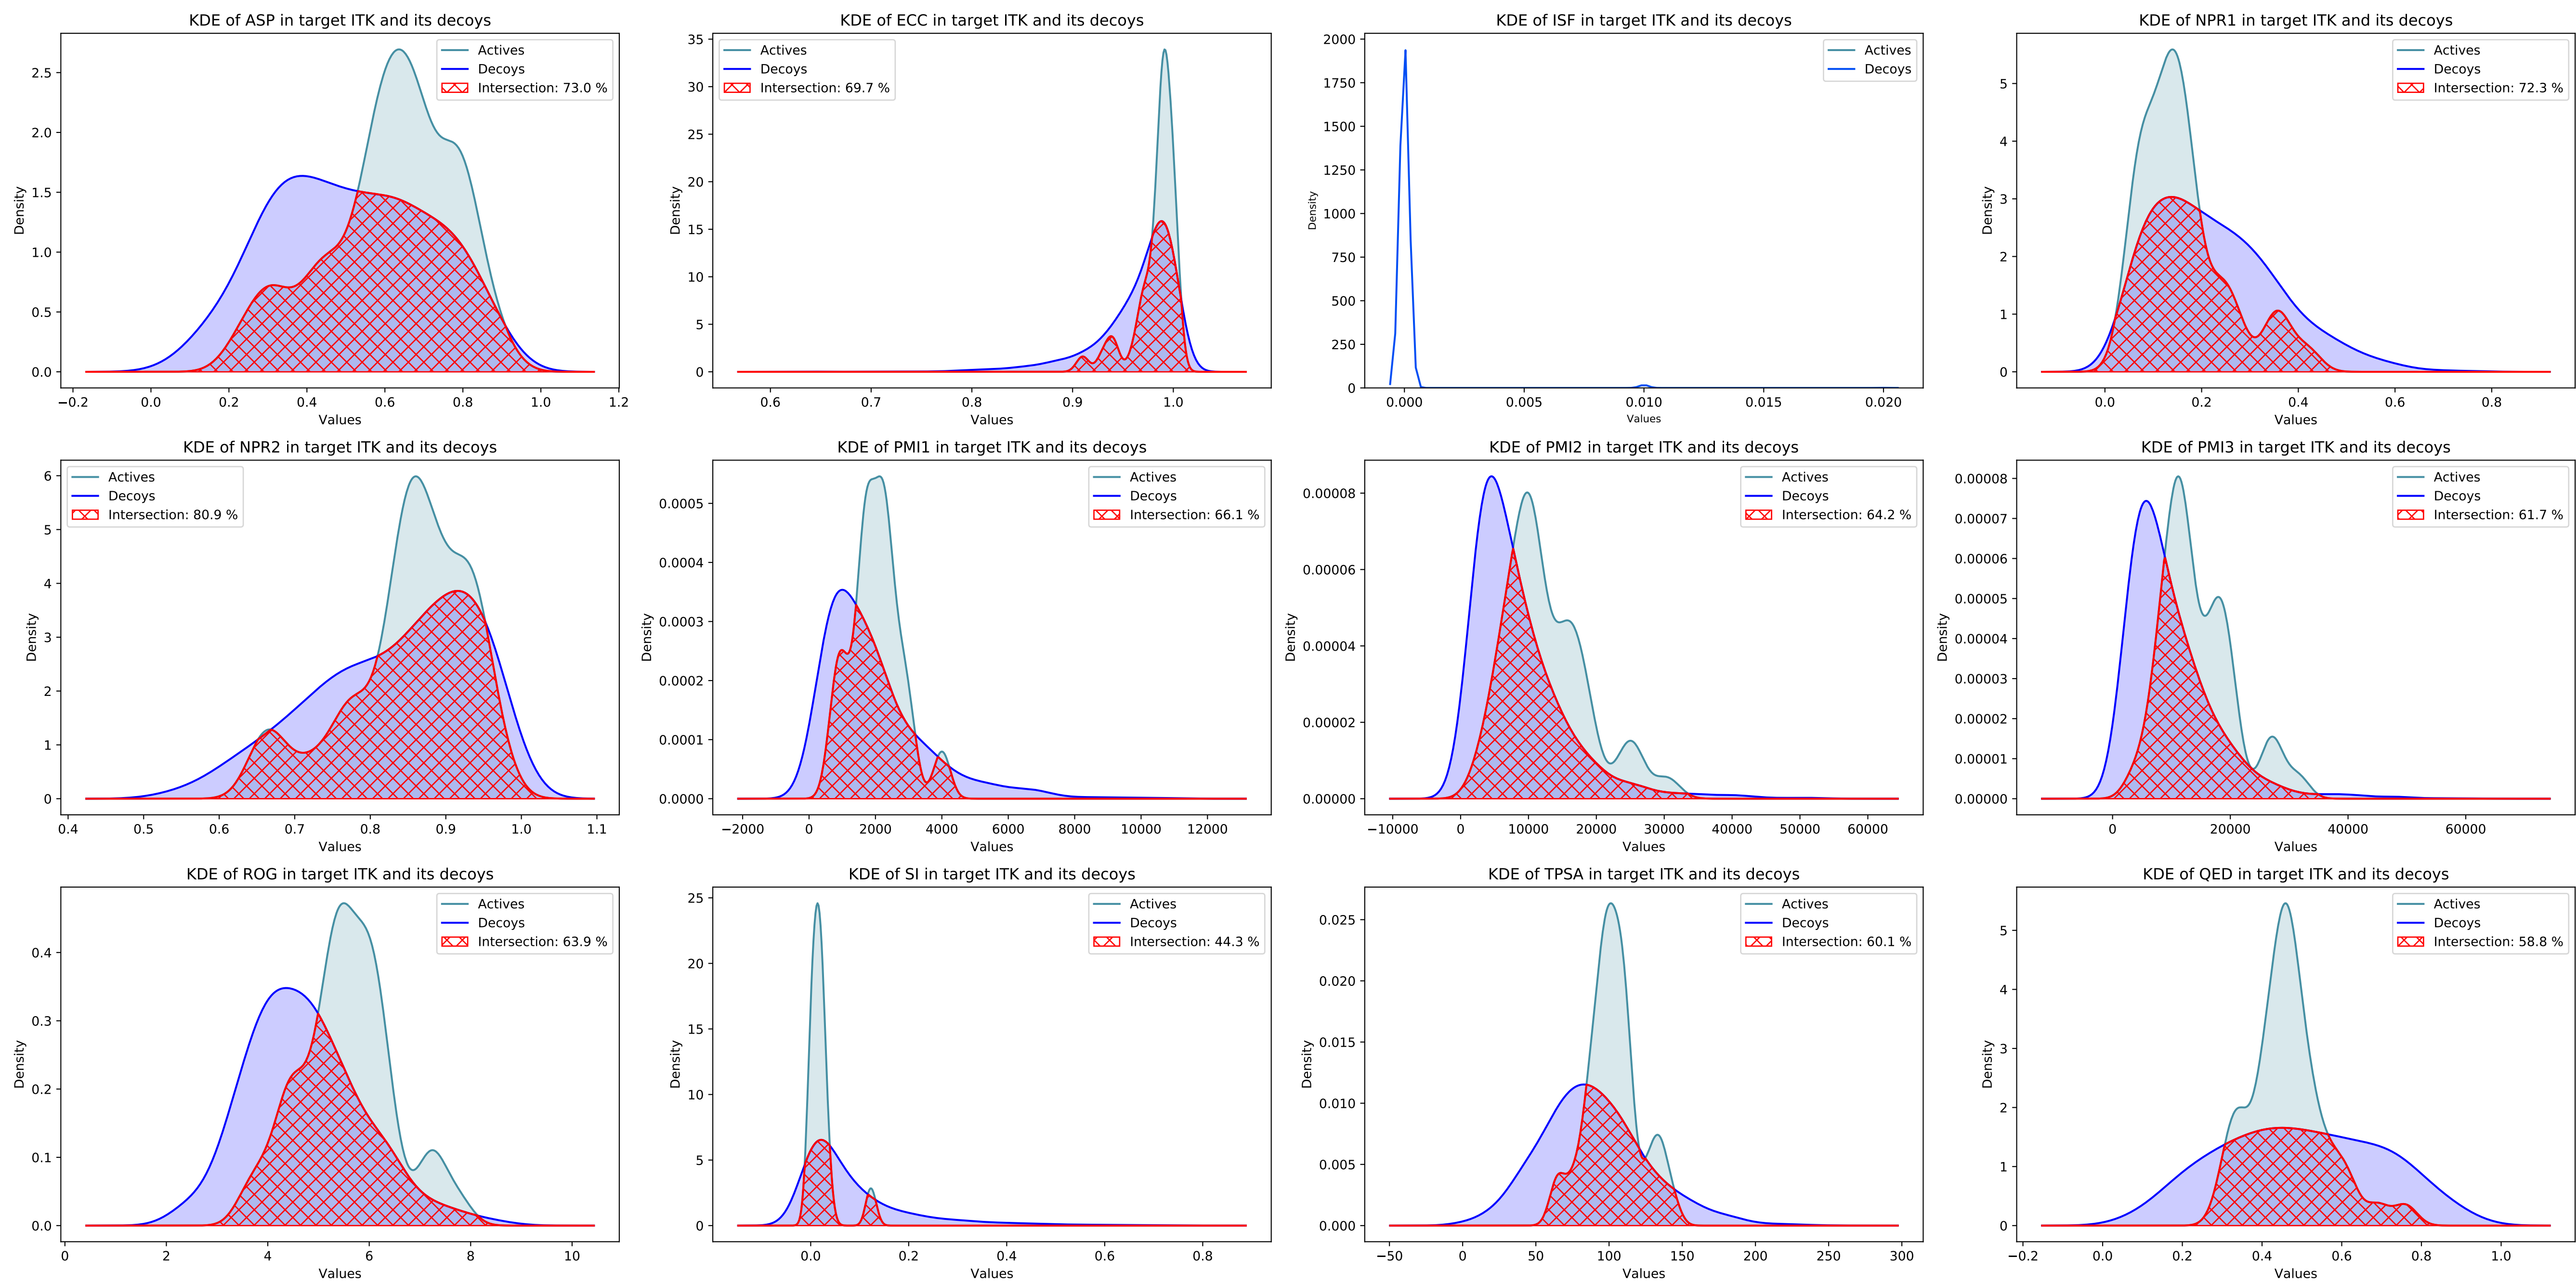 KDE of ASP in target ITK and its decoys
Density
2.5
2.0
1.5
1.0
0.5
0.0
Actives
Decoys
Intersection: 73.0 %
−0.2 0.0 0.2 0.4 0.6 0.8 1.0 1.2
Values
KDE of ECC in target ITK and its decoys
Density
35
30
25
20
15
10
5
0
Actives
Decoys
Intersection: 69.7 %
0.6 0.7 0.8 0.9 1.0
Values
KDE of ISF in target ITK and its decoys
Density
2000
1750
1500
1250
1000
750
500
250
0
Actives
Decoys
0.000 0.005 0.010 0.015 0.020
Values
KDE of NPR1 in target ITK and its decoys
Density
5
4
3
2
1
0
Actives
Decoys
Intersection: 72.3 %
0.0 0.2 0.4 0.6 0.8
Values
KDE of NPR2 in target ITK and its decoys
Density
6
5
4
3
2
1
0
Actives
Decoys
Intersection: 80.9 %
0.4 0.5 0.6 0.7 0.8 0.9 1.0 1.1
Values
KDE of PMI1 in target ITK and its decoys
Density
0.0005
0.0004
0.0003
0.0002
0.0001
0.0000
Actives
Decoys
Intersection: 66.1 %
−2000 0 2000 4000 6000 8000 10000 12000
Values
KDE of PMI2 in target ITK and its decoys
Density
0.00008
0.00006
0.00004
0.00002
0.00000
Actives
Decoys
Intersection: 64.2 %
−10000 0 10000 20000 30000 40000 50000 60000
Values
KDE of PMI3 in target ITK and its decoys
Density
0.00008
0.00007
0.00006
0.00005
0.00004
0.00003
0.00002
0.00001
0.00000
Actives
Decoys
Intersection: 61.7 %
0 20000 40000 60000
Values
KDE of ROG in target ITK and its decoys
Density
0.4
0.3
0.2
0.1
0.0
Actives
Decoys
Intersection: 63.9 %
0 2 4 6 8 10
Values
KDE of SI in target ITK and its decoys
Density
25
20
15
10
5
0
Actives
Decoys
Intersection: 44.3 %
0.0 0.2 0.4 0.6 0.8
Values
KDE of TPSA in target ITK and its decoys
Density
0.025
0.020
0.015
0.010
0.005
0.000
Actives
Decoys
Intersection: 60.1 %
−50 0 50 100 150 200 250 300
Values
KDE of QED in target ITK and its decoys
Density
5
4
3
2
1
0
Actives
Decoys
Intersection: 58.8 %
−0.2 0.0 0.2 0.4 0.6 0.8 1.0
Values